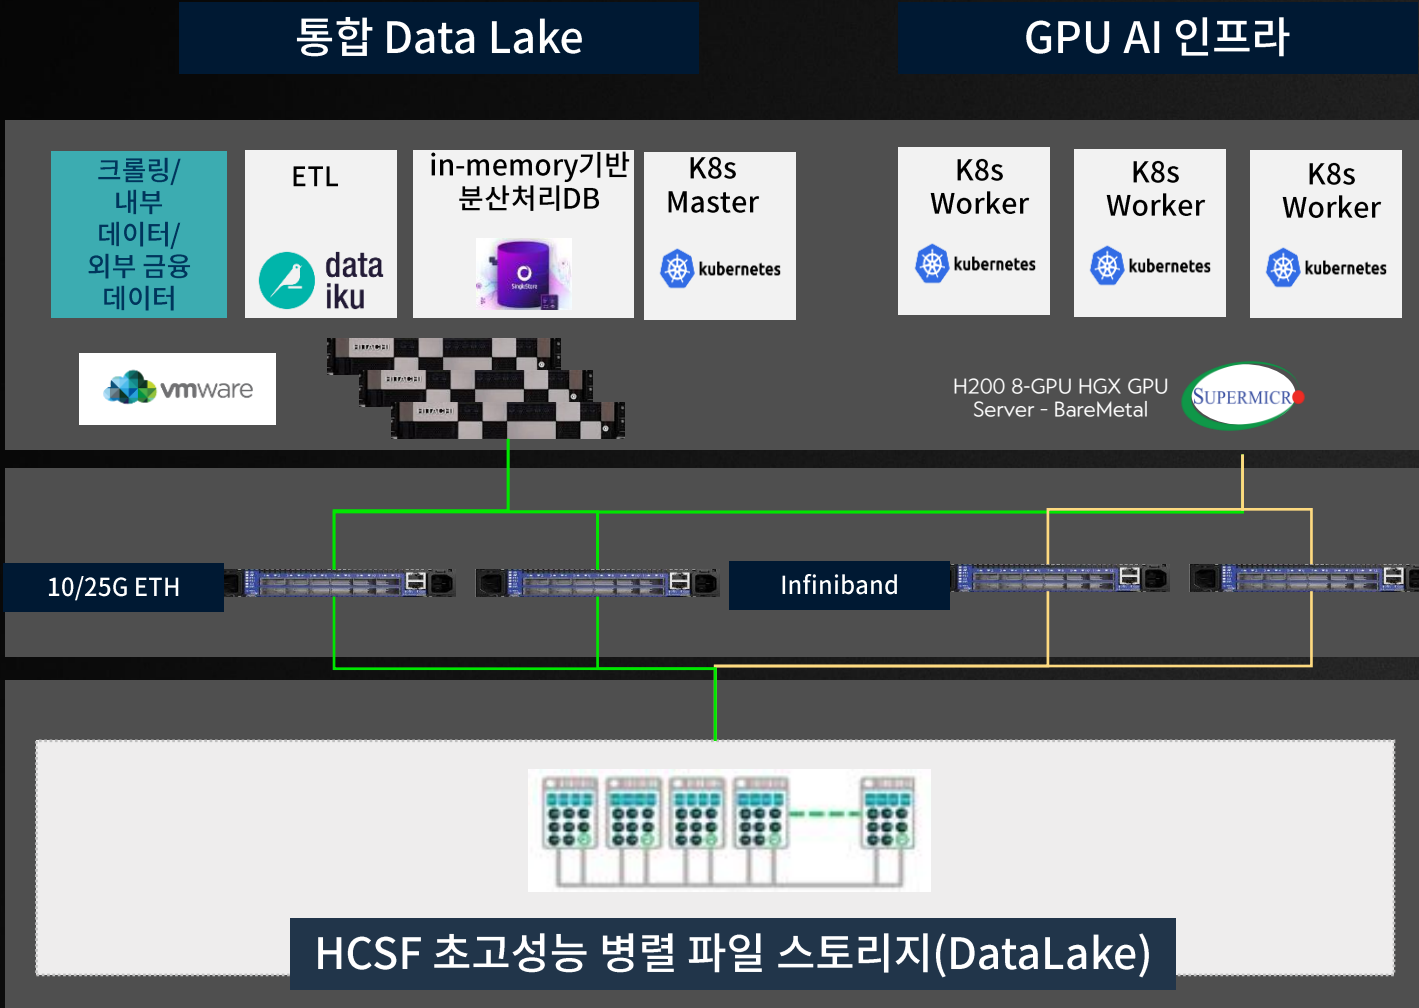 통합 Data Lake
GPU AI 인프라
크롤링/
내부
데이터/
외부 금융
데이터
ETL
data
iku
in-memory기반
분산처리DB
SingleStore
K8s
Master
kubernetes
K8s
Worker
kubernetes
K8s
Worker
kubernetes
K8s
Worker
kubernetes
vmware
HITACHI
HITACHI
HITACHI
H200 8-GPU HGX GPU
Server - BareMetal
SUPERMICR
10/25G ETH
Infiniband
HCSF 초고성능 병렬 파일 스토리지(DataLake)